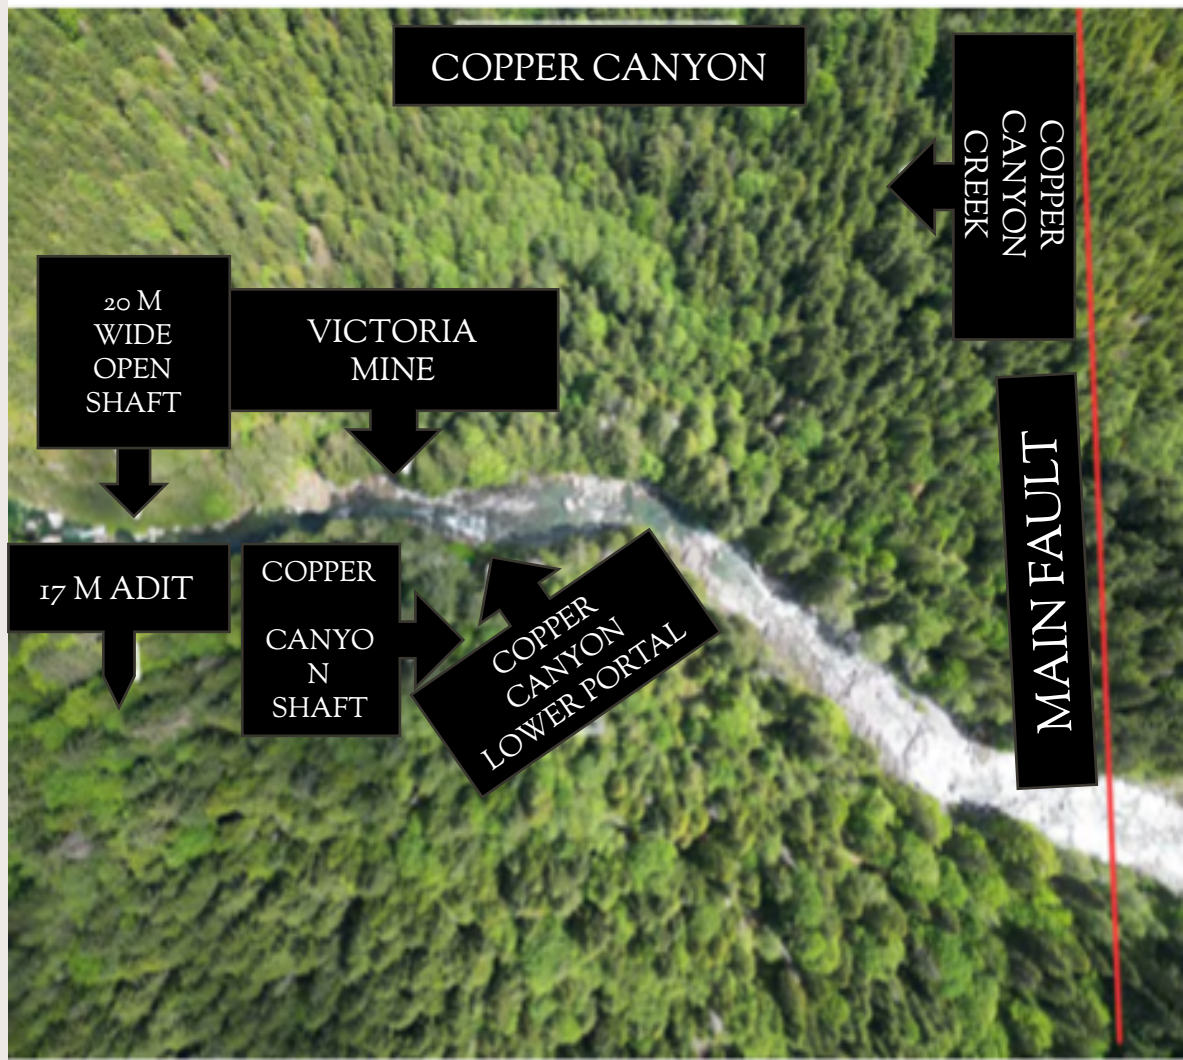 COPPER CANYON
COPPER
CANYON
CREEK
20 M
WIDE
OPEN
SHAFT
VICTORIA
MINE
MAIN FAULT
17 M ADIT
COPPER
CANYO
N
SHAFT
COPPER
CANYON
LOWER PORTAL